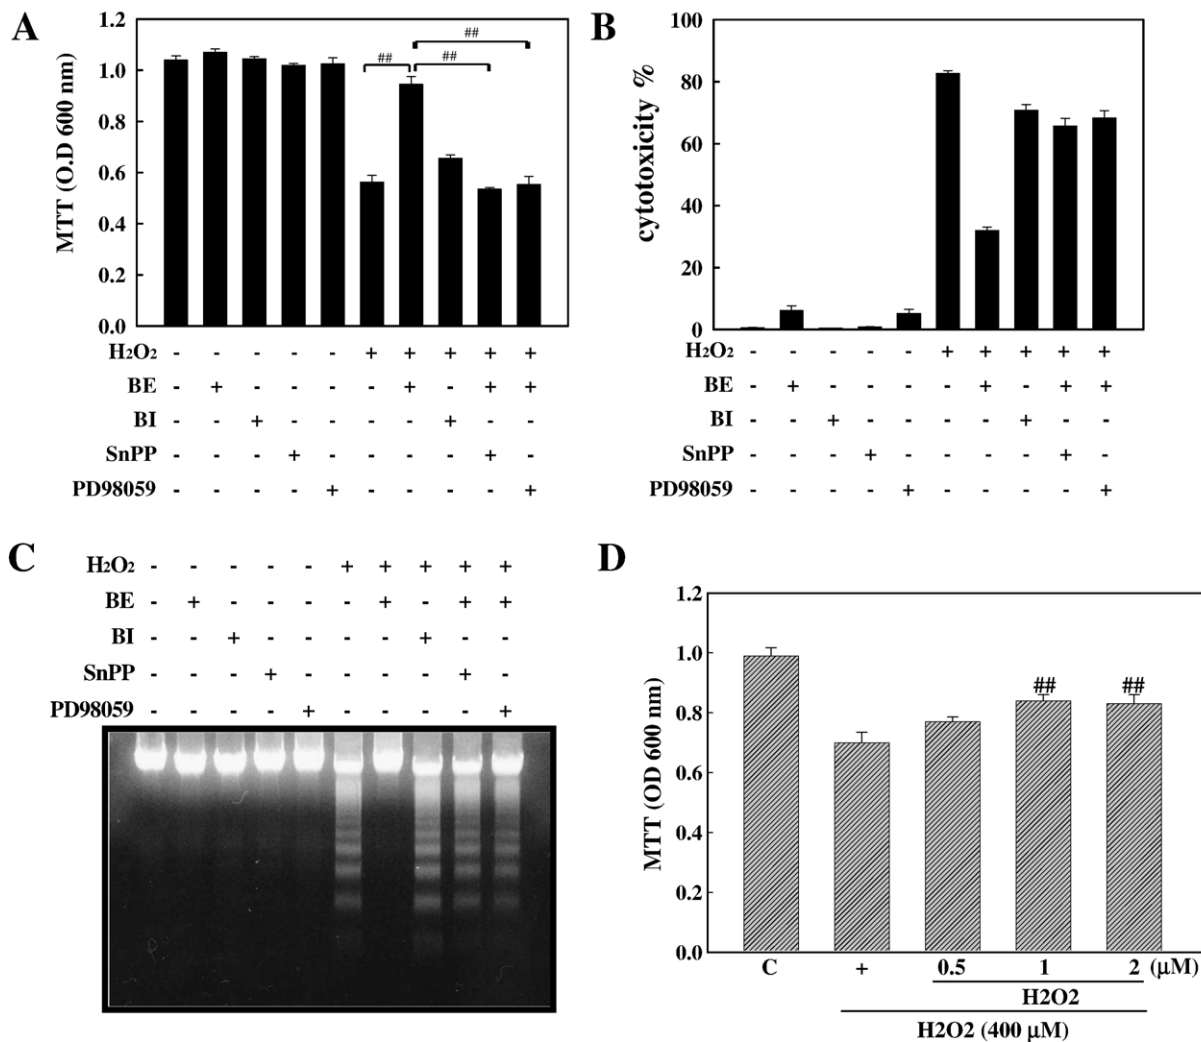 A
MTT (O.D 600 nm)
1.2
1.0
0.8
0.6
0.4
0.2
0.0
## ## ##
H2O2 - - - - - + + + + +
BE - + - - - - + - + +
BI - - + - - - - + - -
SnPP - - - + - - - - + -
PD98059 - - - - + - - - - +
B
cytotoxicity %
100
80
60
40
20
0
H2O2 - - - - - + + + + +
BE - + - - - - + - + +
BI - - + - - - - + - -
SnPP - - - + - - - - + -
PD98059 - - - - + - - - - +
C
H2O2 - - - - - + + + + +
BE - + - - - - + - + +
BI - - + - - - - + - -
SnPP - - - + - - - - + -
PD98059 - - - - + - - - - +
D
MTT (OD 600 nm)
1.2
1.0
0.8
0.6
0.4
0.2
0.0
## ##
C + 0.5 1 2 (μM)
H2O2
H2O2 (400 μM)